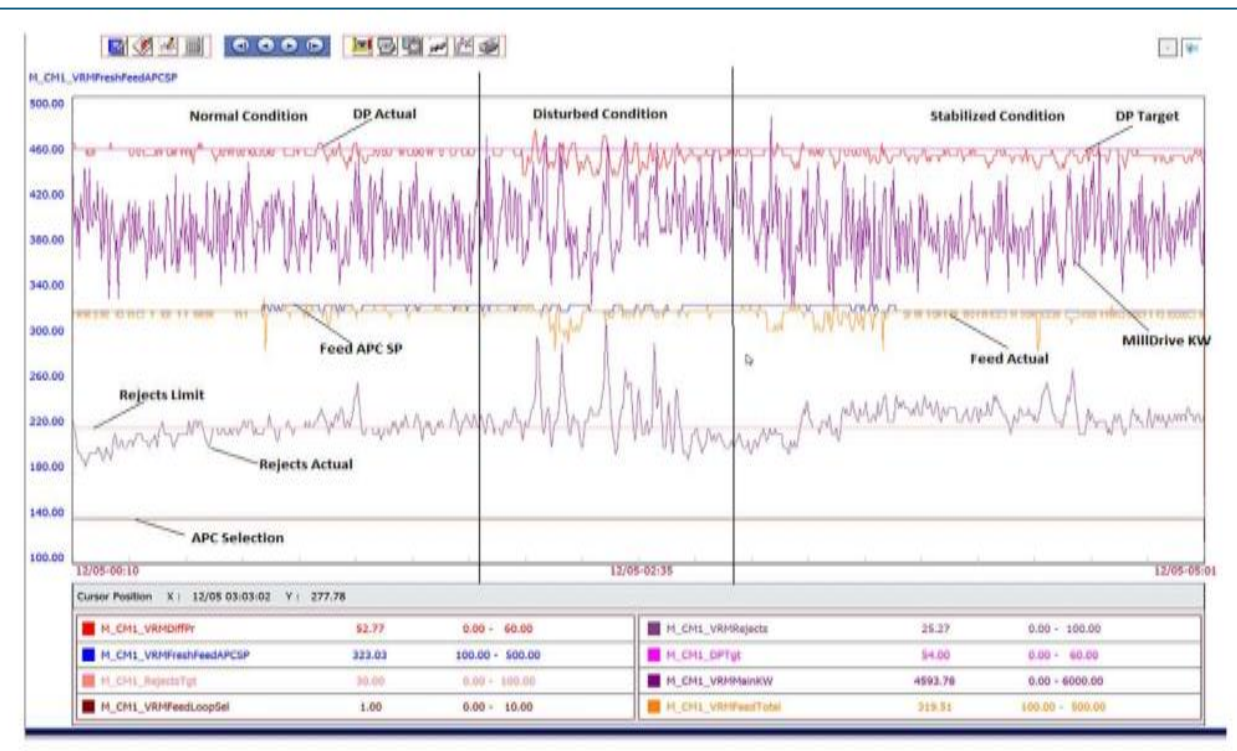 M_CM1_VRMFreshFeedAPCSP
500.00
460.00
420.00
380.00
340.00
300.00
260.00
220.00
180.00
140.00
100.00
Normal Condition
DP Actual
Disturbed Condition
Stabilized Condition
DP Target
Feed APC SP
Feed Actual
MillDrive KW
Rejects Limit
Rejects Actual
APC Selection
12/05-00:10
12/05-02:35
12/05-05:01
Cursor Position X : 12/05 03:03:02 Y : 277.78
M_CM1_VRMDiffPr 52.77 0.00 - 60.00
M_CM1_VRMFreshFeedAPCSP 323.03 100.00 - 500.00
M_CM1_RejectsTgt 30.00 0.00 - 100.00
M_CM1_VRMFeedLoopSel 1.00 0.00 - 10.00
M_CM1_VRMRejects 25.27 0.00 - 100.00
M_CM1_DPTgt 54.00 0.00 - 60.00
M_CM1_VRMMainKW 4593.76 0.00 - 6000.00
M_CM1_VRMFeedTotal 319.51 100.00 - 500.00